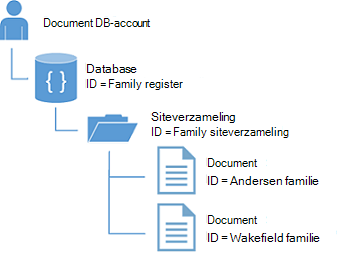 Document DB-account
Database
ID = Family register
Siteverzameling
ID = Family siteverzameling
Document
ID = Andersen familie
Document
ID = Wakefield familie